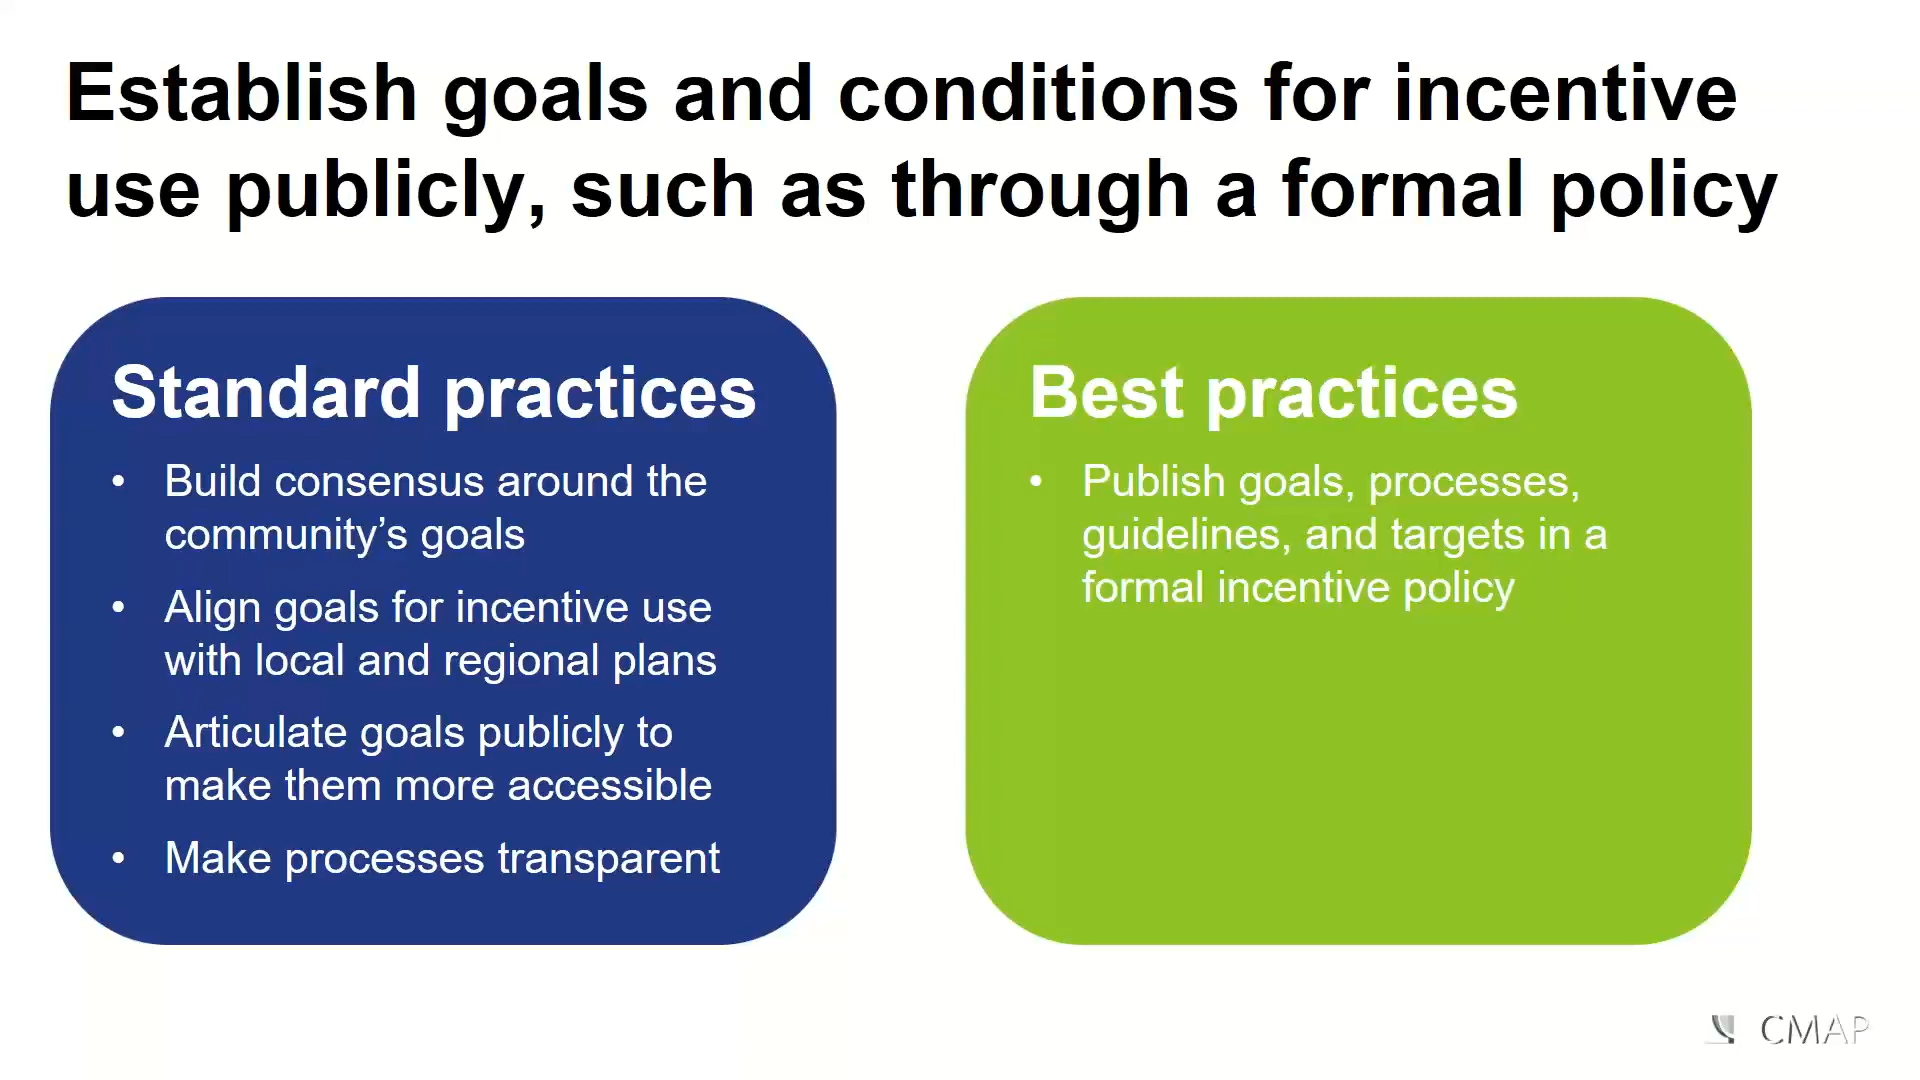 Establish goals and conditions for incentive
use publicly, such as through a formal policy
Standard practices
• Build consensus around the
community’s goals
• Align goals for incentive use
with local and regional plans
• Articulate goals publicly to
make them more accessible
• Make processes transparent
Best practices
• Publish goals, processes,
guidelines, and targets in a
formal incentive policy
CMAP